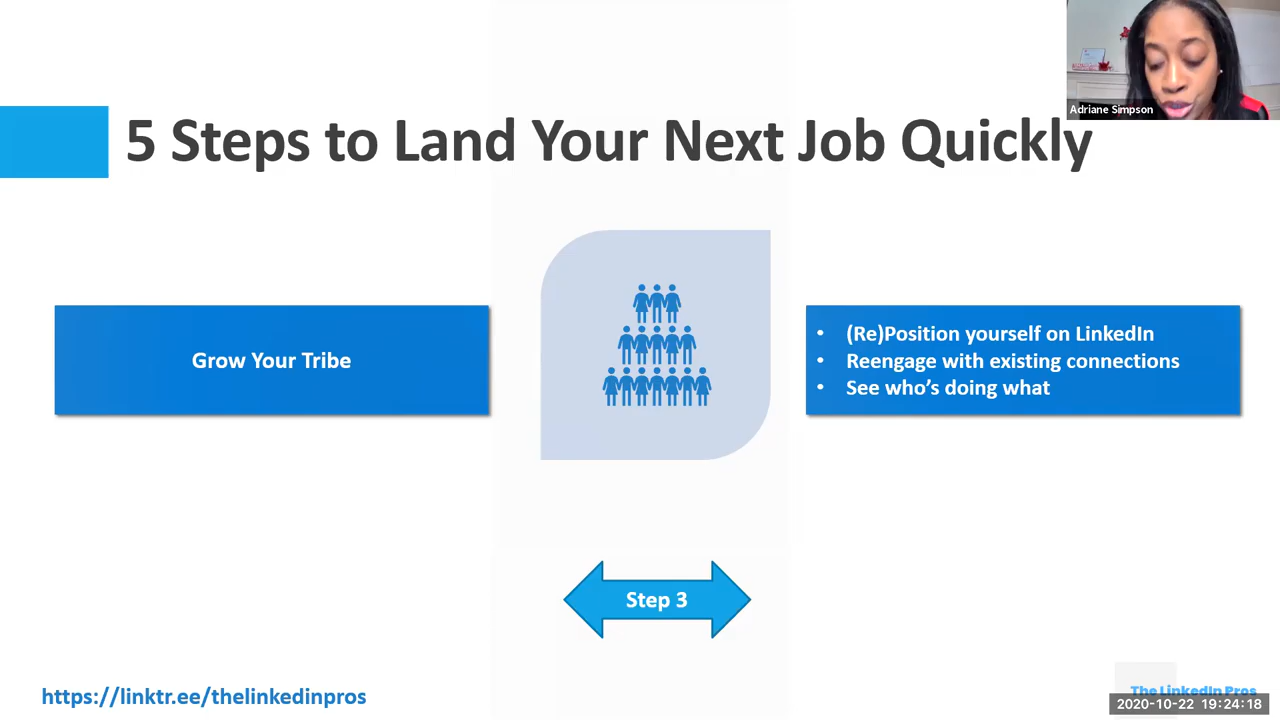 Adriane Simpson
5 Steps to Land Your Next Job Quickly
Grow Your Tribe
• (Re)Position yourself on LinkedIn
• Reengage with existing connections
• See who's doing what
Step 3
https://linktr.ee/thelinkedinpros
The LinkedIn Pros
2020-10-22 19:24:18